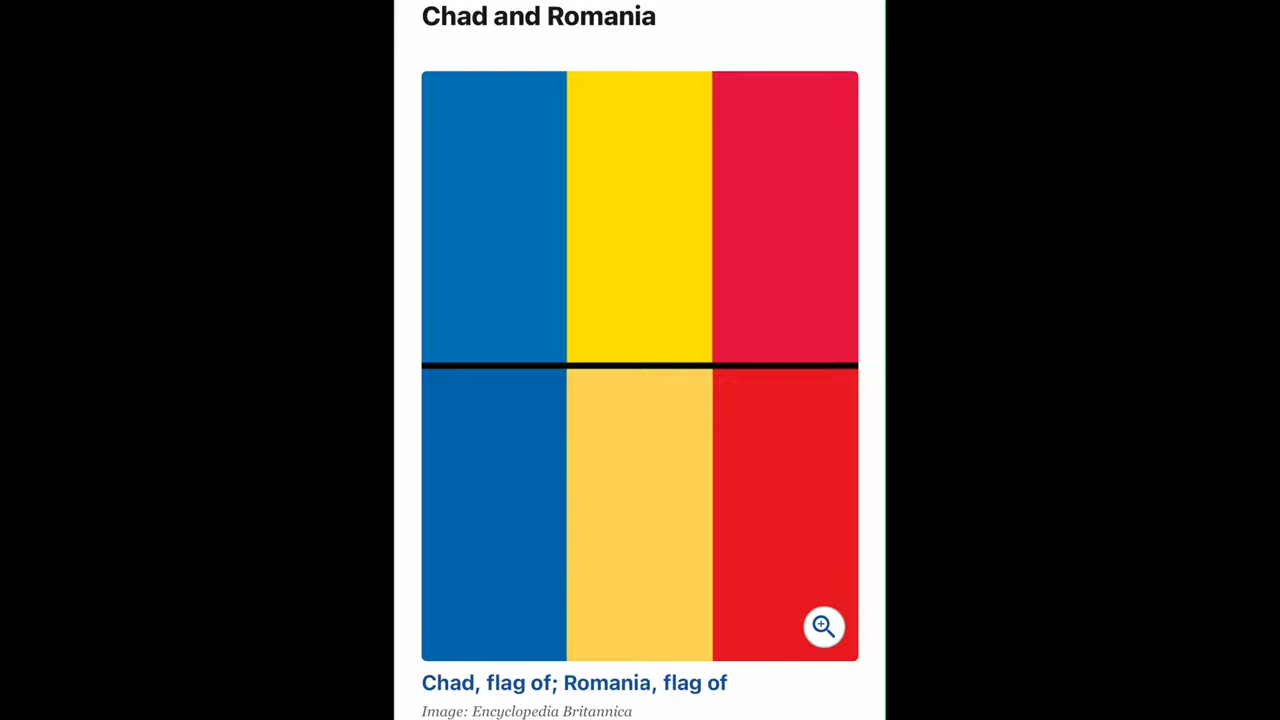 Chad and Romania
Chad, flag of; Romania, flag of
Image: Encyclopedia Britannica